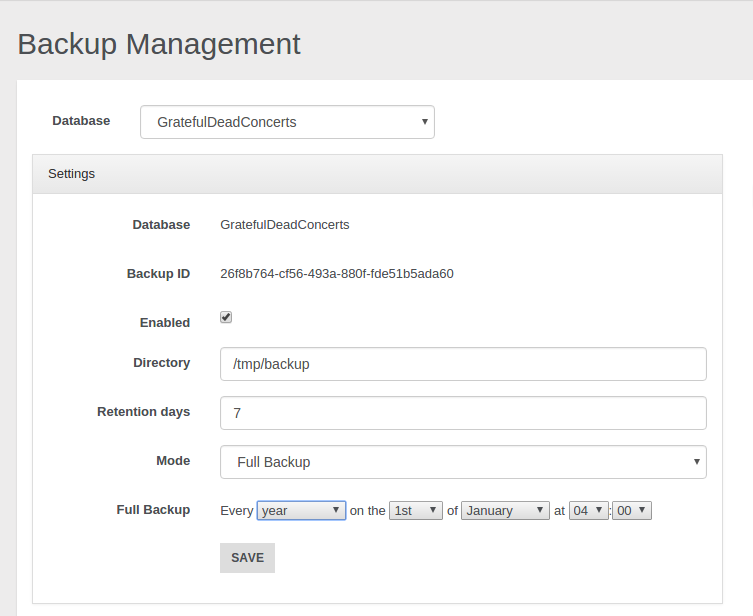 Backup Management
Database GratefulDeadConcerts
Settings
Database GratefulDeadConcerts
Backup ID 26f8b764-cf56-493a-880f-fde51b5ada60
Enabled
Directory /tmp/backup
Retention days 7
Mode Full Backup
Full Backup Every year on the 1st of January at 04 : 00
SAVE